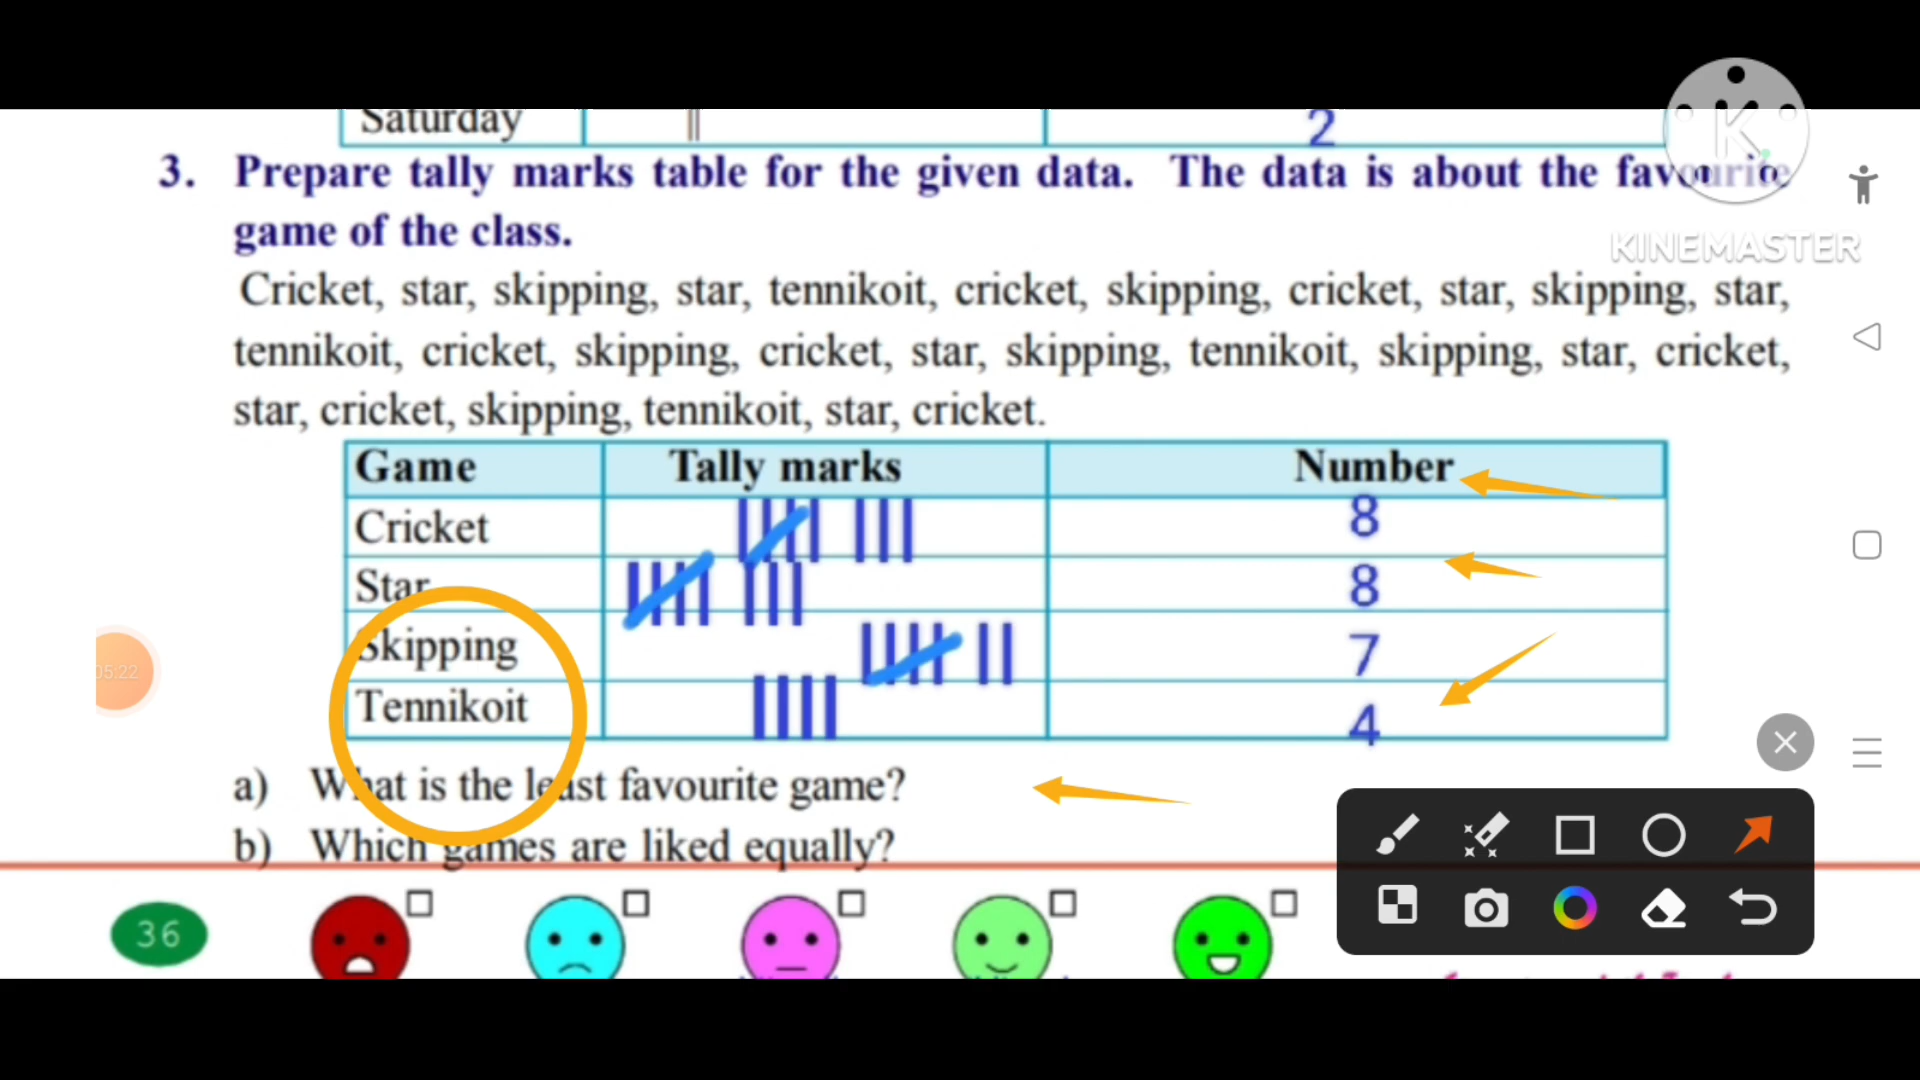 Saturday 2
3. Prepare tally marks table for the given data. The data is about the favourite
game of the class.
KINEMASTER
Cricket, star, skipping, star, tennikoit, cricket, skipping, cricket, star, skipping, star,
tennikoit, cricket, skipping, cricket, star, skipping, tennikoit, skipping, star, cricket,
star, cricket, skipping, tennikoit, star, cricket.
Game Tally marks Number
Cricket 8
Star 8
Skipping 7
05:22
Tennikoit 4
a) What is the least favourite game?
b) Which games are liked equally?
36